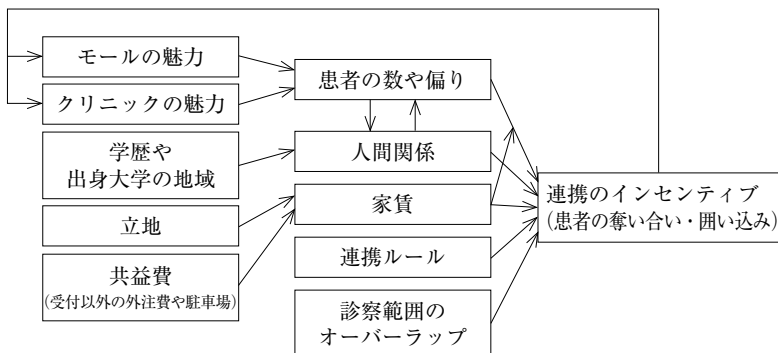 モールの魅力
クリニックの魅力
学歴や
出身大学の地域
立地
共益費
(受付以外の外注費や駐車場)
患者の数や偏り
人間関係
家賃
連携ルール
診察範囲の
オーバーラップ
連携のインセンティブ
(患者の奪い合い・囲い込み)